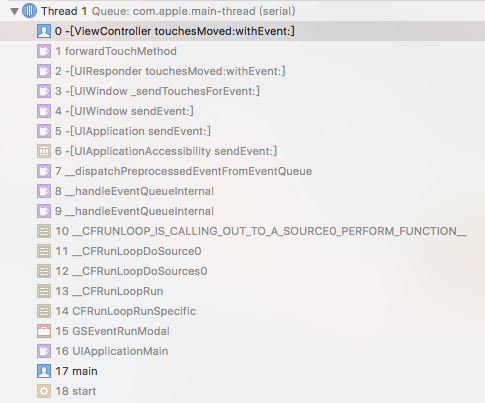 Thread 1 Queue: com.apple.main-thread (serial)
0 -[ViewController touchesMoved:withEvent:]
1 forwardTouchMethod
2 -[UIResponder touchesMoved:withEvent:]
3 -[UIWindow _sendTouchesForEvent:]
4 -[UIWindow sendEvent:]
5 -[UIApplication sendEvent:]
6 -[UIApplicationAccessibility sendEvent:]
7 __dispatchPreprocessedEventFromEventQueue
8 __handleEventQueueInternal
9 __handleEventQueueInternal
10 __CFRUNLOOP_IS_CALLING_OUT_TO_A_SOURCE0_PERFORM_FUNCTION__
11 __CFRunLoopDoSource0
12 __CFRunLoopDoSources0
13 __CFRunLoopRun
14 CFRunLoopRunSpecific
15 GSEventRunModal
16 UIApplicationMain
17 main
18 start